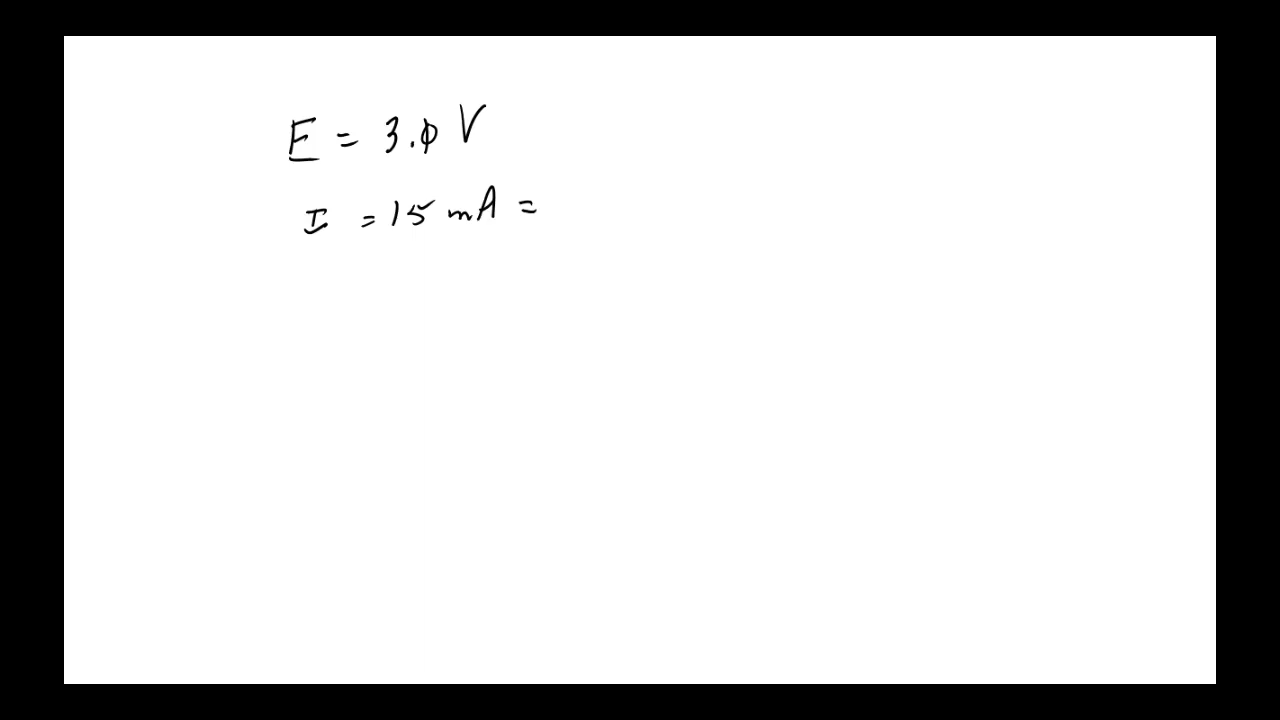 E = 3.0 V
I = 15 mA =